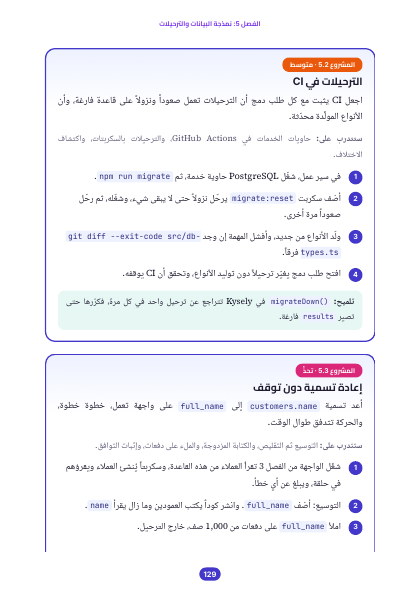 الفصل 5: نمذجة البيانات والترحيلات
المشروع 5.2 · متوسط
الترحيلات في CI
اجعل CI يثبت مع كل طلب دمج أن الترحيلات تعمل صعوداً ونزولاً على قاعدة فارغة، وأن
الأنواع المولّدة محدّثة.
ستتدرب على: حاويات الخدمات في GitHub Actions، والترحيلات بالسكربتات، واكتشاف
الاختلاف.
1 في سير عمل، شغّل PostgreSQL حاوية خدمة، ثم npm run migrate.
2 أضف سكربت migrate:reset يرحّل نزولاً حتى لا يبقى شيء، وشغّله، ثم رحّل
صعوداً مرة أخرى.
3 ولّد الأنواع من جديد، وأفشل المهمة إن وجد git diff --exit-code src/db-
types.ts فرقاً.
4 افتح طلب دمج يغيّر ترحيلاً دون توليد الأنواع، وتحقق أن CI يوقفه.
تلميح: migrateDown() في Kysely تتراجع عن ترحيل واحد في كل مرة، فكرّرها حتى
تصير results فارغة.
المشروع 5.3 · تحدٍّ
إعادة تسمية دون توقف
أعد تسمية customers.name إلى full_name على واجهة تعمل، خطوة خطوة،
والحركة تتدفق طوال الوقت.
ستتدرب على: التوسيع ثم التقليص، والكتابة المزدوجة، والملء على دفعات، وإثبات التوافق.
1 شغّل الواجهة من الفصل 3 تقرأ العملاء من هذه القاعدة، وسكربتاً يُنشئ العملاء ويقرؤهم
في حلقة، ويبلغ عن أي خطأ.
2 التوسيع: أضف full_name. وانشر كوداً يكتب العمودين وما زال يقرأ name.
3 املأ full_name على دفعات من 1,000 صف، خارج الترحيل.
129